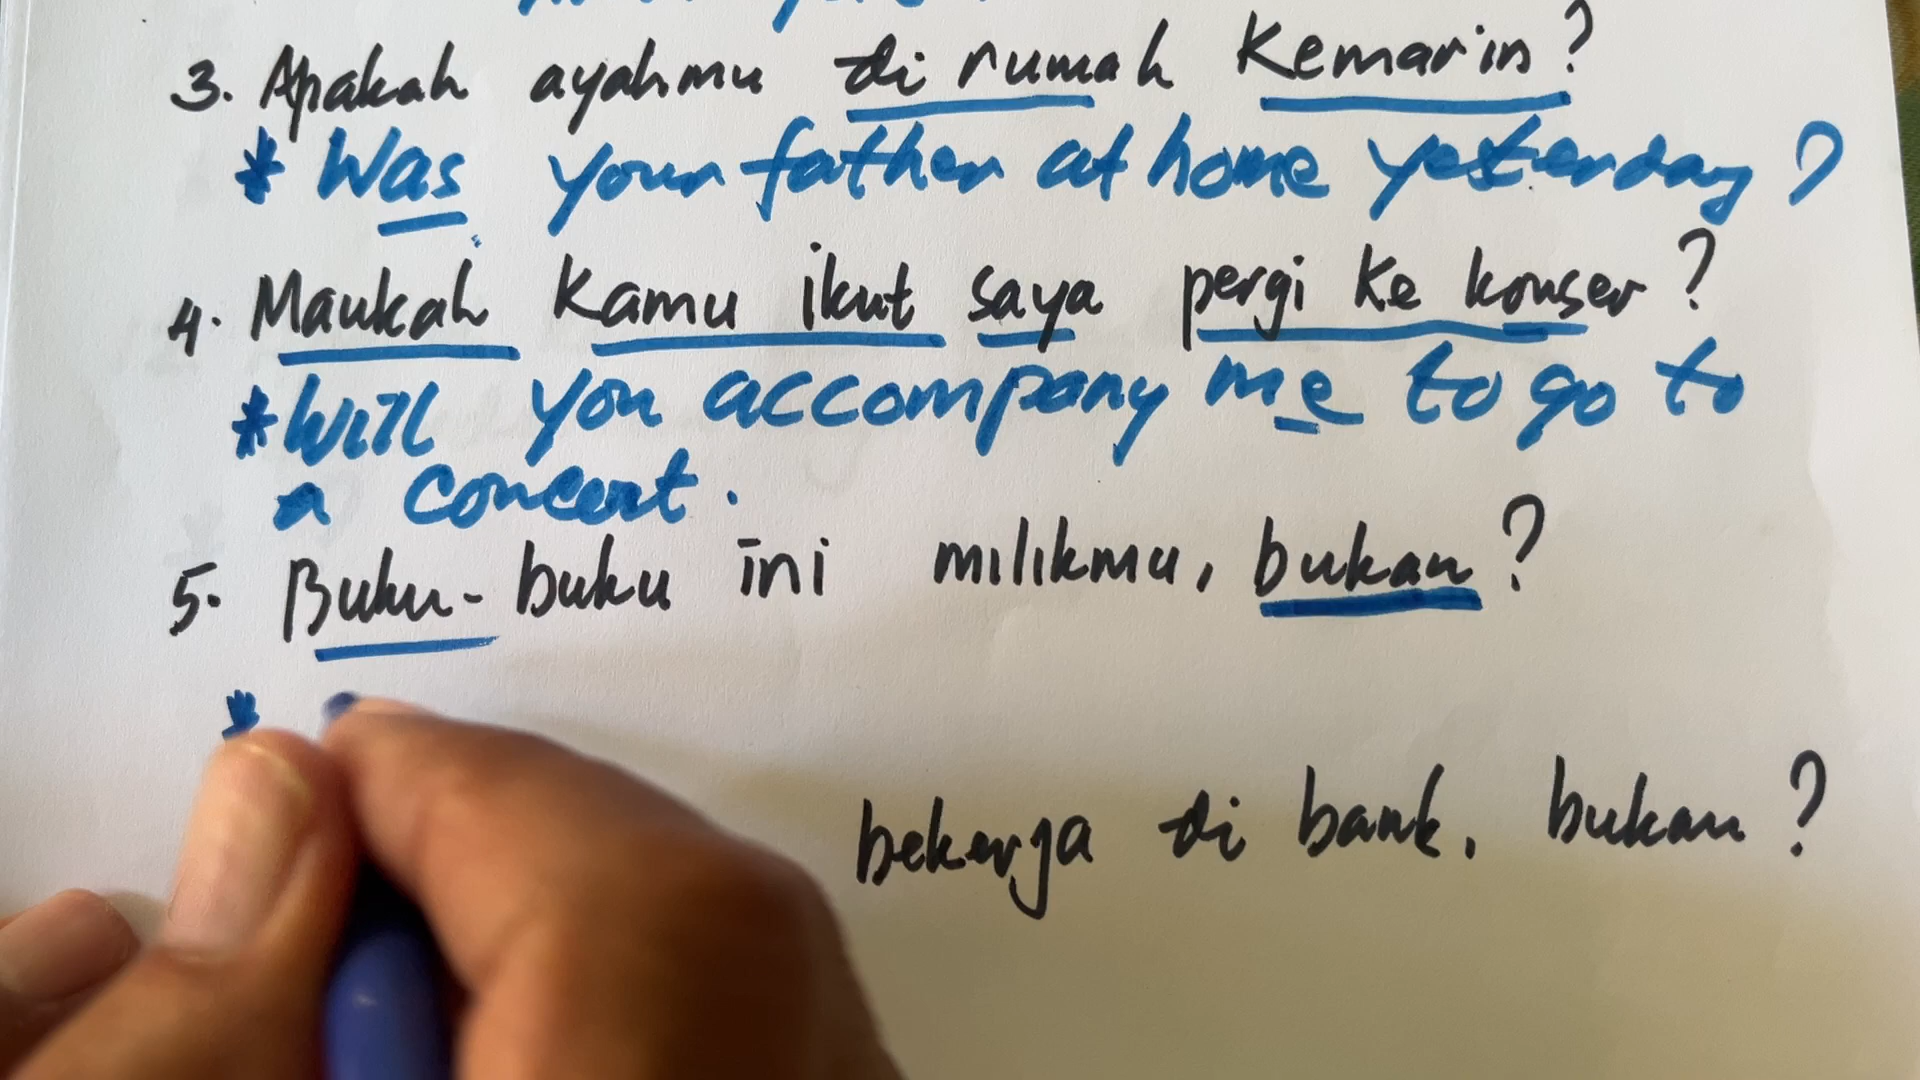 3. Apakah ayahmu di rumah kemarin?
* Was your father at home yesterday?
4. Maukah kamu ikut saya pergi ke konser?
* Will you accompany me to go to
a concert.
5. Buku-buku ini milikmu, bukan?
*
bekerja di bank, bukan?